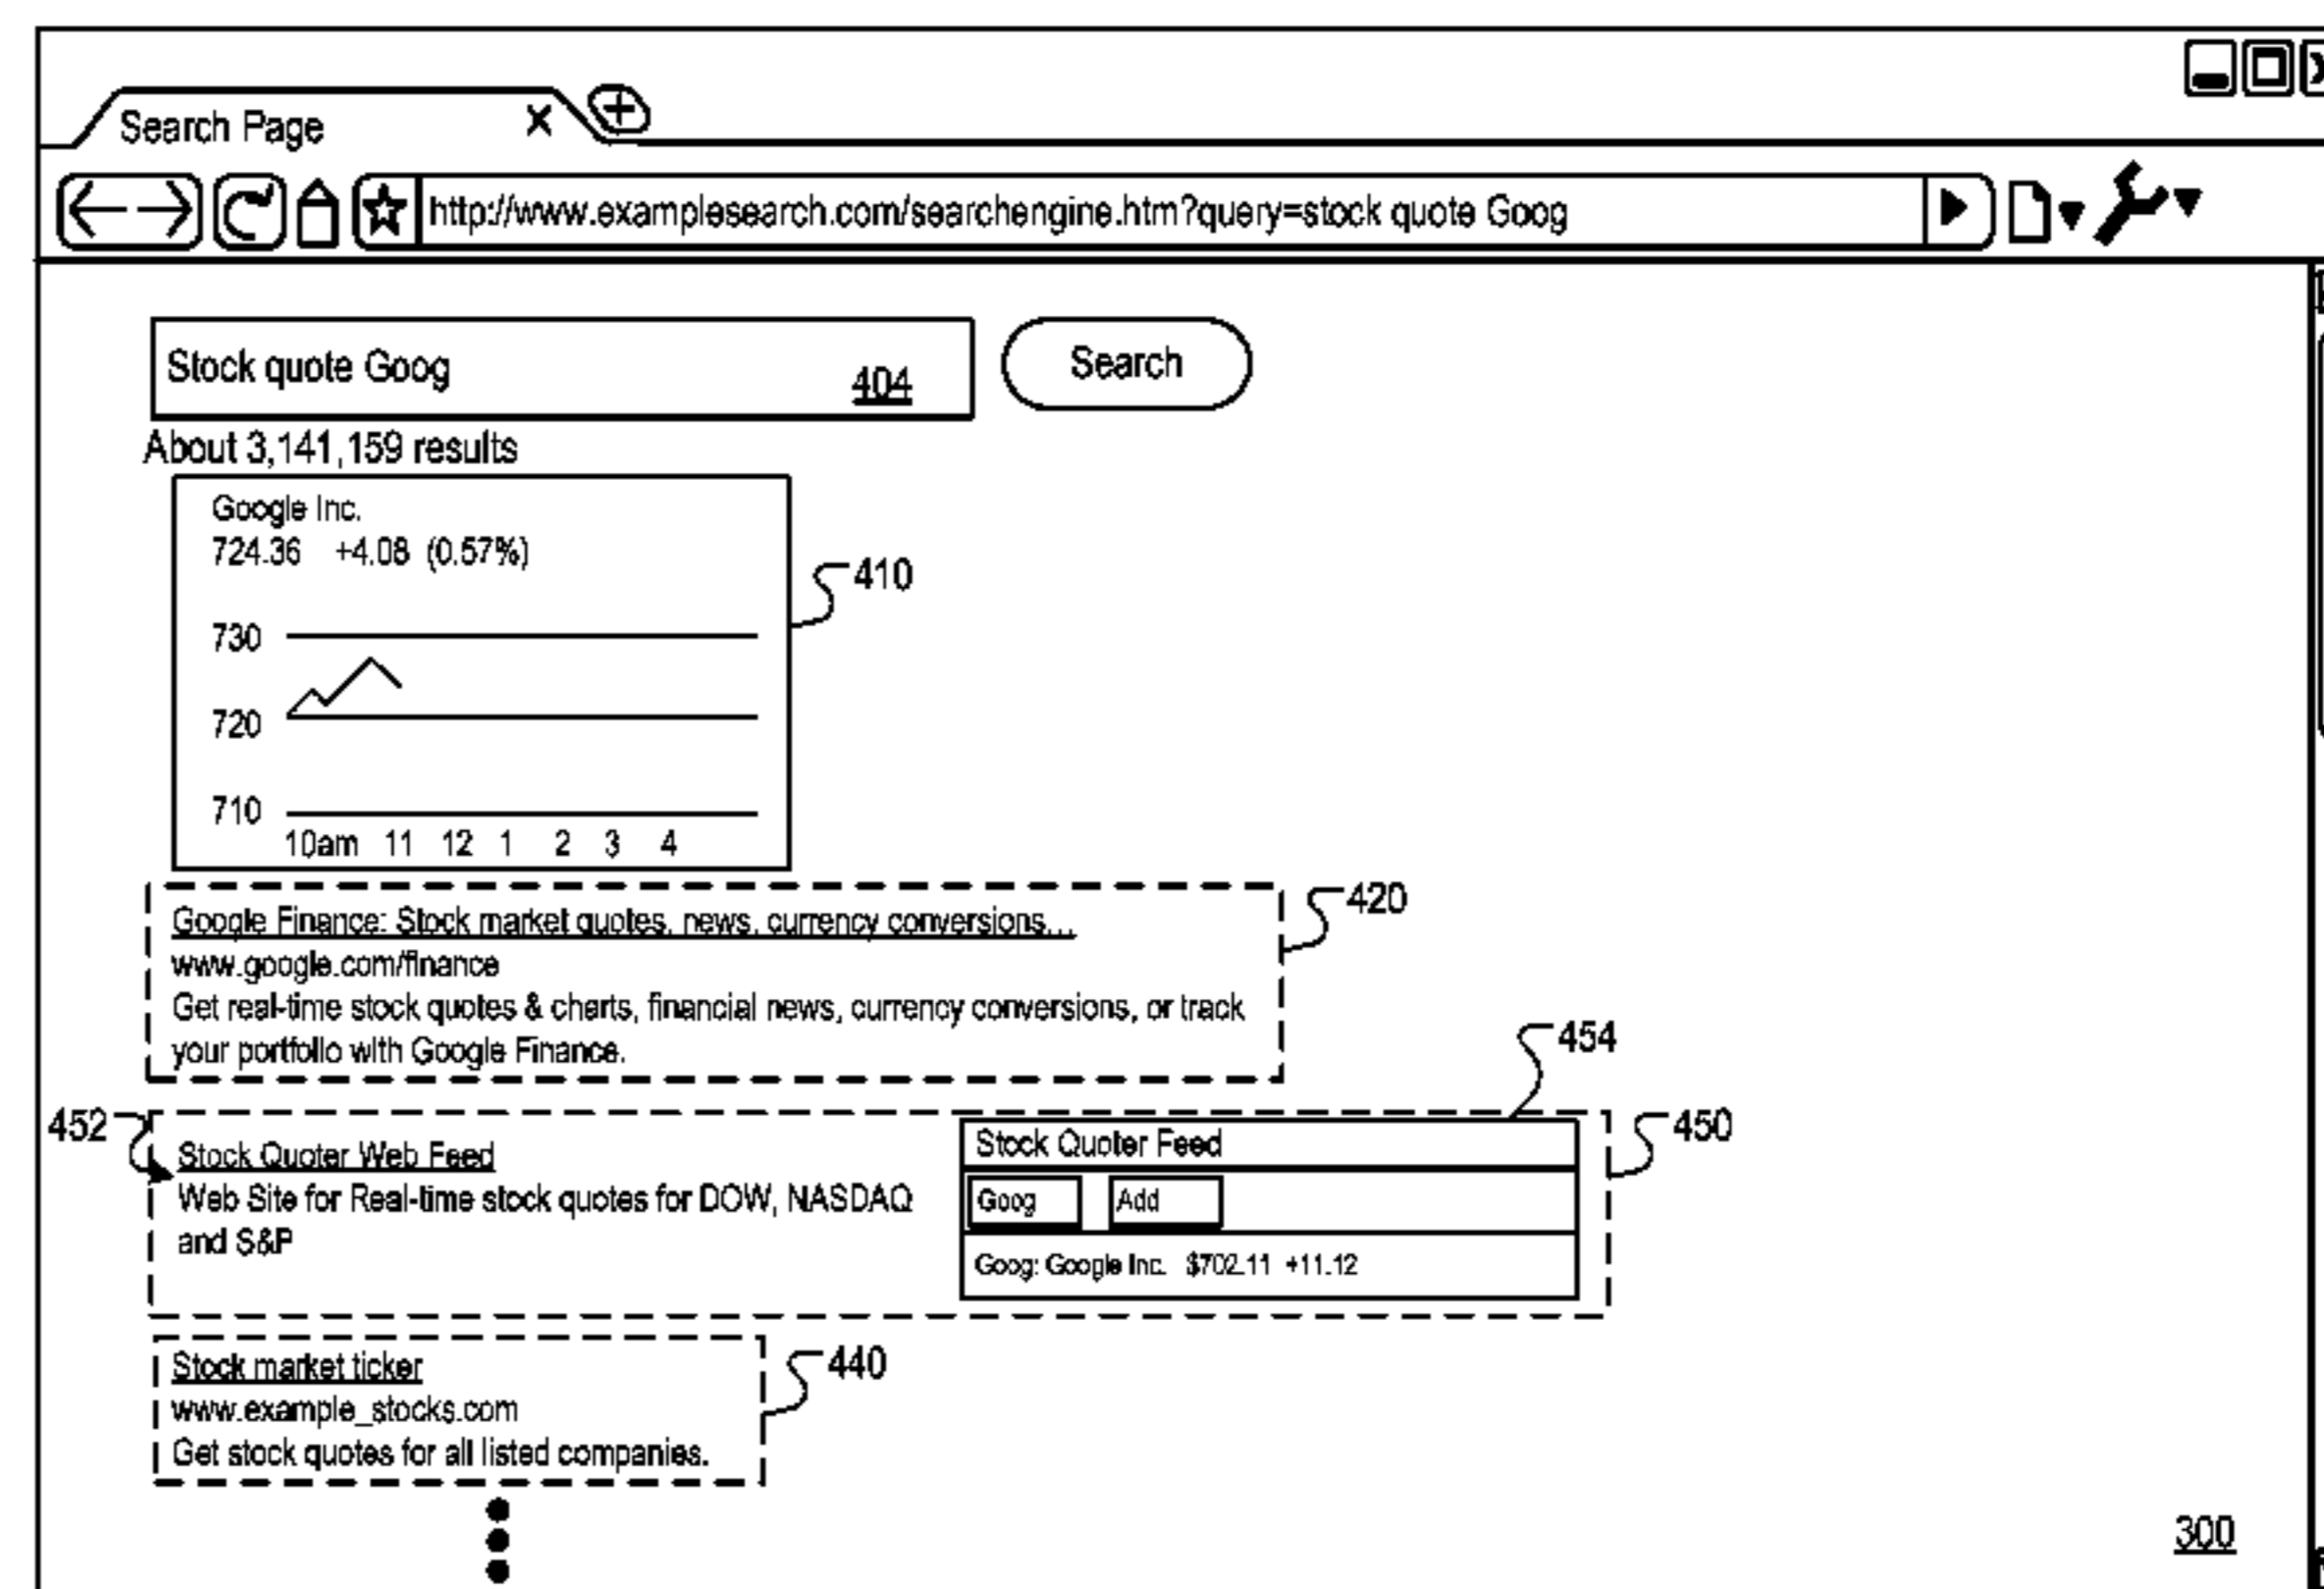 Search Page
http://www.examplesearch.com/searchengine.htm?query=stock quote Goog
Stock quote Goog 404 Search
About 3,141,159 results
Google Inc.
724.36 +4.08 (0.57%)
410
730
720
710
10am 11 12 1 2 3 4
420
Google Finance: Stock market quotes, news, currency conversions...
www.google.com/finance
Get real-time stock quotes & charts, financial news, currency conversions, or track
your portfolio with Google Finance.
454
452
450
Stock Quoter Web Feed
Web Site for Real-time stock quotes for DOW, NASDAQ
and S&P
Stock Quoter Feed
Goog Add
Goog: Google Inc. $702.11 +11.12
Stock market ticker
440
www.example_stocks.com
Get stock quotes for all listed companies.
300